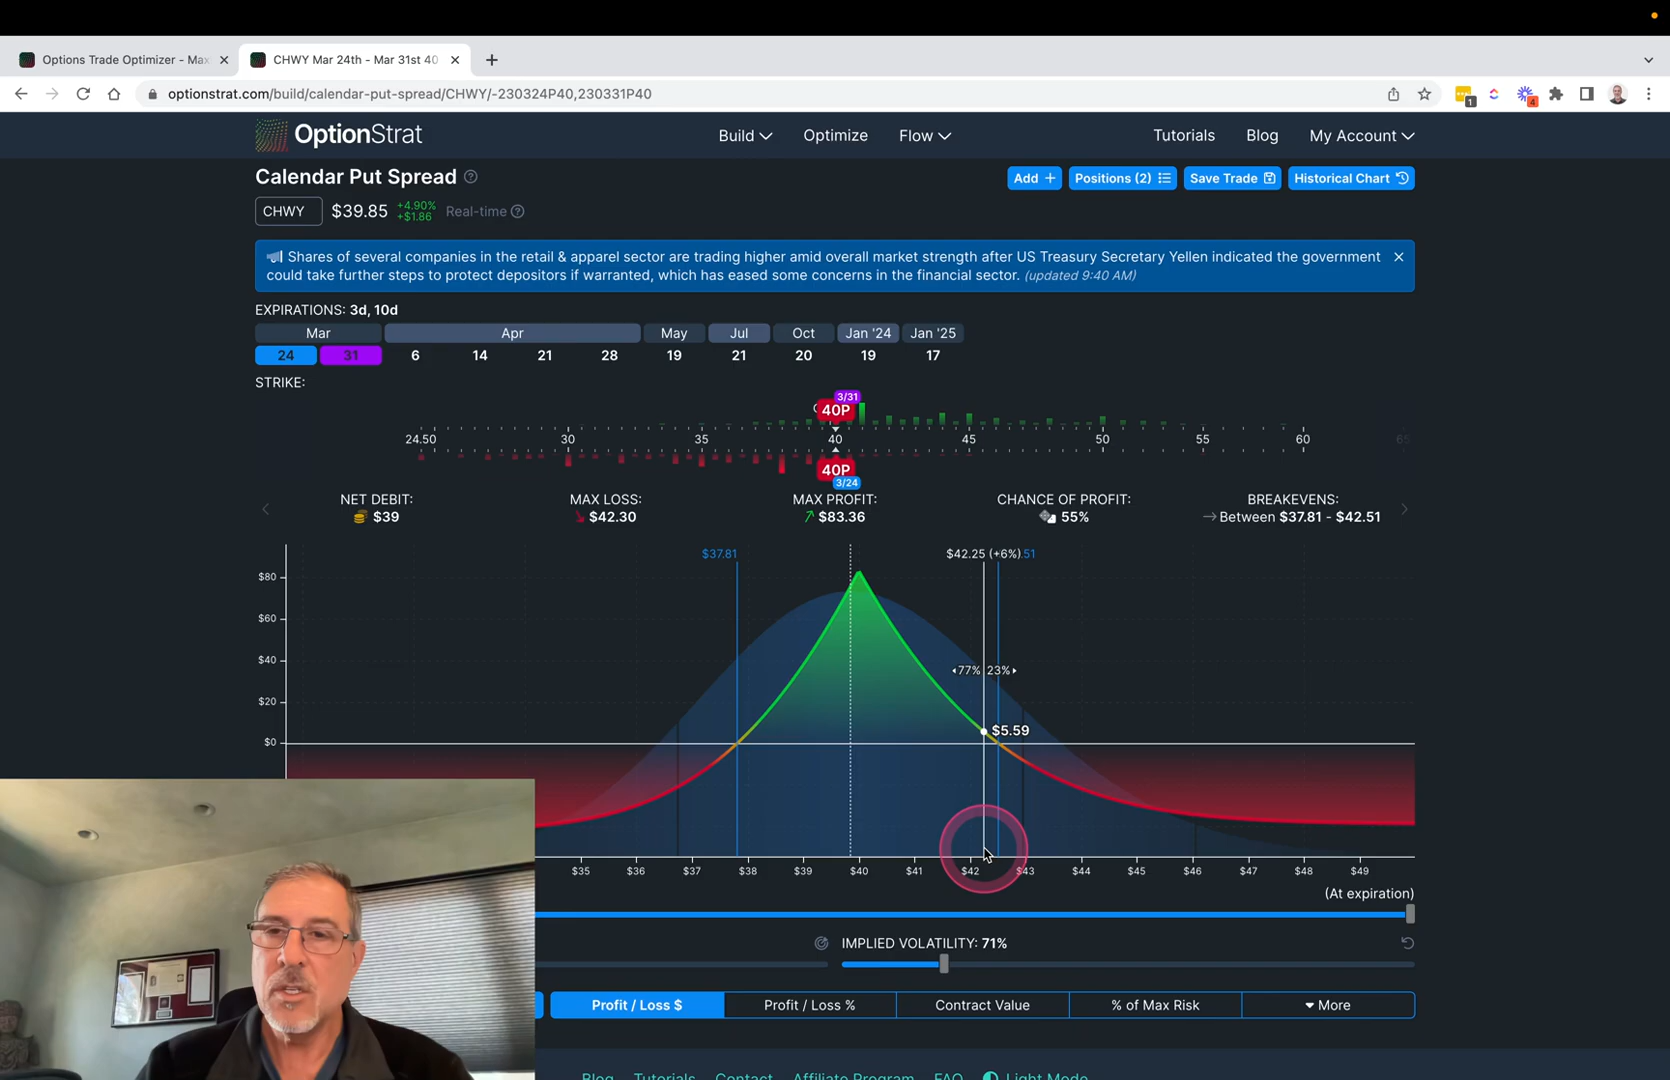 Options Trade Optimizer - Max
CHWY Mar 24th - Mar 31st 40
optionstrat.com/build/calendar-put-spread/CHWY/-230324P40,230331P40
1
4
OptionStrat
Build
Optimize
Flow
Tutorials
Blog
My Account
Calendar Put Spread
Add +
Positions (2)
Save Trade
Historical Chart
CHWY
$39.85
+4.90%
+$1.86
Real-time
Shares of several companies in the retail & apparel sector are trading higher amid overall market strength after US Treasury Secretary Yellen indicated the government
could take further steps to protect depositors if warranted, which has eased some concerns in the financial sector. (updated 9:40 AM)
EXPIRATIONS: 3d, 10d
Mar Apr May Jul Oct Jan '24 Jan '25
24 31 6 14 21 28 19 21 20 19 17
STRIKE:
3/31
40P
24.50 30 35 40 45 50 55 60 65
40P
3/24
NET DEBIT: MAX LOSS: MAX PROFIT: CHANCE OF PROFIT: BREAKEVENS:
$39 $42.30 $83.36 55% Between $37.81 - $42.51
$37.81 $42.25 (+6%) .51
$80
$60
$40
77% 23%
$20
$5.59
$0
$35 $36 $37 $38 $39 $40 $41 $42 $43 $44 $45 $46 $47 $48 $49
(At expiration)
IMPLIED VOLATILITY: 71%
Profit / Loss $
Profit / Loss %
Contract Value
% of Max Risk
More
Blog Tutorials Contact Affiliate Program FAQ Light Mode